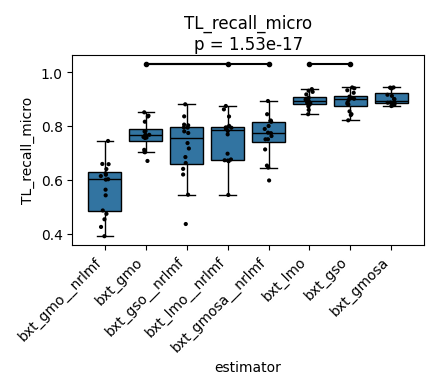 TL_recall_micro
p = 1.53e-17
TL_recall_micro
1.0
0.8
0.6
0.4
bxt_gmo__nrlmf
bxt_gmo
bxt_gso__nrlmf
bxt_lmo__nrlmf
bxt_gmosa__nrlmf
bxt_lmo
bxt_gso
bxt_gmosa
estimator